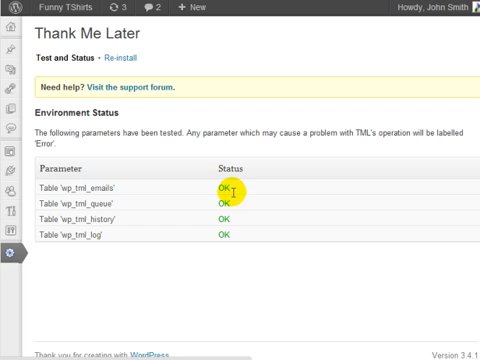 Funny TShirts 3 2 + New Howdy, John Smith
Thank Me Later
Test and Status • Re-install
Need help? Visit the support forum.
Environment Status
The following parameters have been tested. Any parameter which may cause a problem with TML's operation will be labelled
'Error'.
Parameter Status
Table 'wp_tml_emails' OK
Table 'wp_tml_queue' OK
Table 'wp_tml_history' OK
Table 'wp_tml_log' OK
Thank you for creating with WordPress. Version 3.4.1